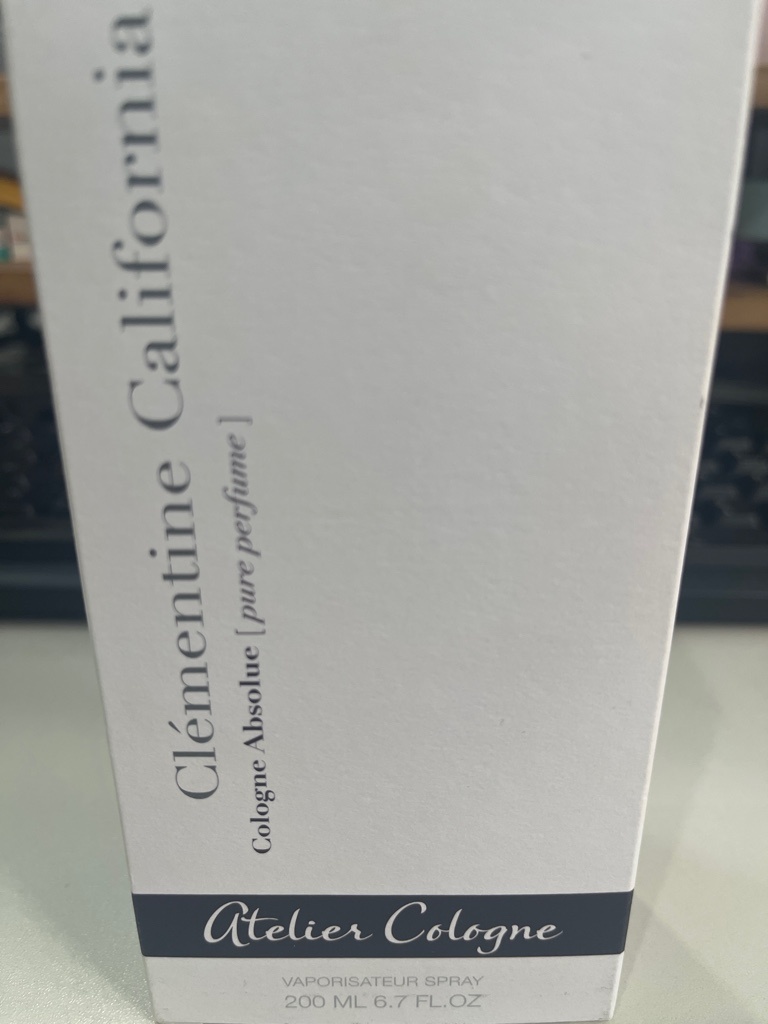 Clémentine California
Cologne Absolue [pure perfume]
Atelier Cologne
VAPORISATEUR SPRAY
200 ML 6.7 FL.OZ